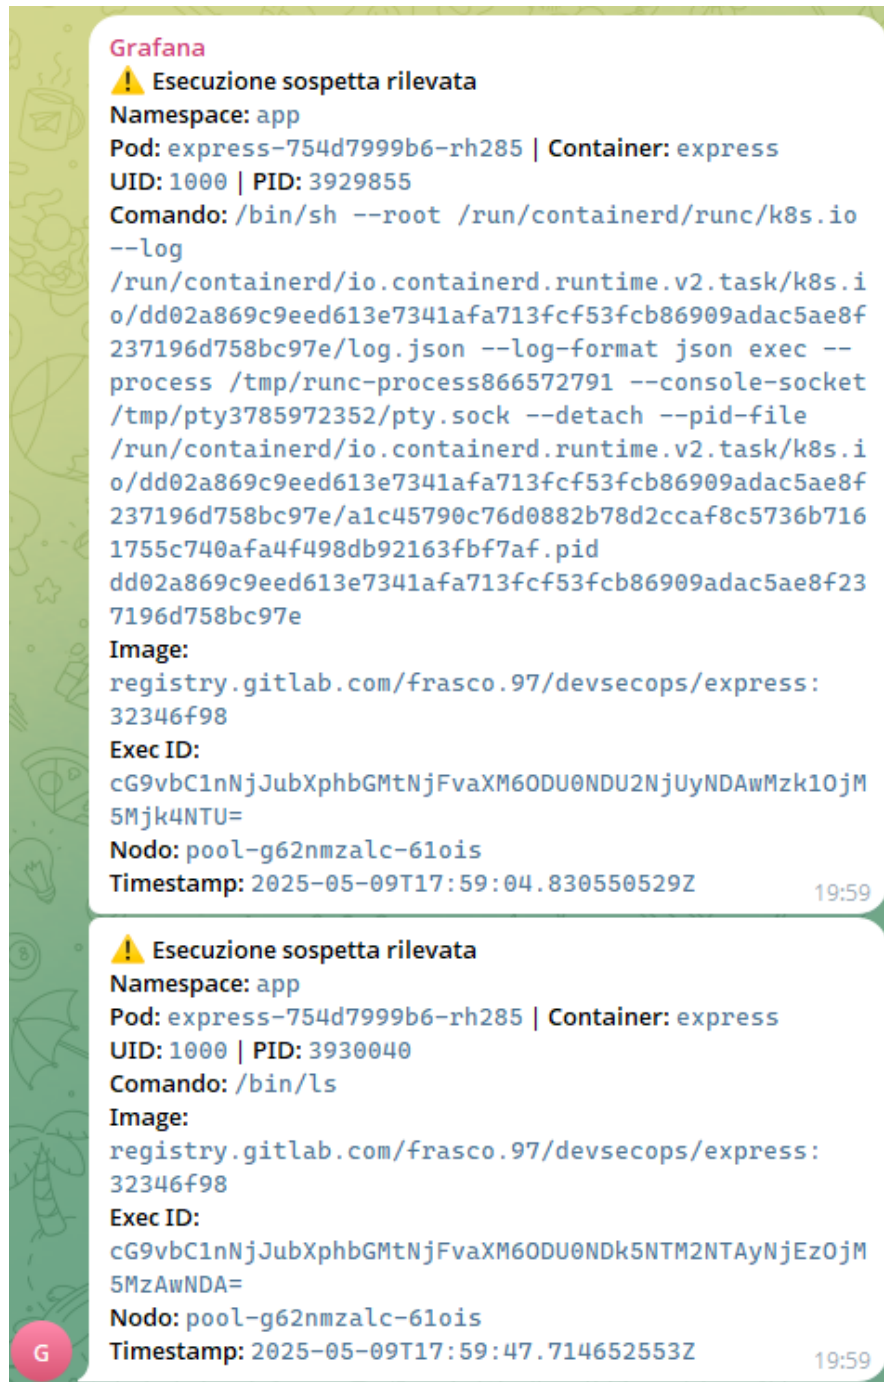 Grafana
⚠️ Esecuzione sospetta rilevata
Namespace: app
Pod: express-754d7999b6-rh285 | Container: express
UID: 1000 | PID: 3929855
Comando: /bin/sh --root /run/containerd/runc/k8s.io
--log
/run/containerd/io.containerd.runtime.v2.task/k8s.i
o/dd02a869c9eed613e7341afa713fcf53fcb86909adac5ae8f
237196d758bc97e/log.json --log-format json exec --
process /tmp/runc-process866572791 --console-socket
/tmp/pty3785972352/pty.sock --detach --pid-file
/run/containerd/io.containerd.runtime.v2.task/k8s.i
o/dd02a869c9eed613e7341afa713fcf53fcb86909adac5ae8f
237196d758bc97e/a1c45790c76d0882b78d2ccaf8c5736b716
1755c740afa4f498db92163fbf7af.pid
dd02a869c9eed613e7341afa713fcf53fcb86909adac5ae8f23
7196d758bc97e
Image:
registry.gitlab.com/frasco.97/devsecops/express:
32346f98
Exec ID:
cG9vbC1nNjJubXphbGMtNjFvaXM6ODU0NDU2NjUyNDAwMzk1OjM
5Mjk4NTU=
Nodo: pool-g62nmzalc-61ois
Timestamp: 2025-05-09T17:59:04.830550529Z
19:59
⚠️ Esecuzione sospetta rilevata
Namespace: app
Pod: express-754d7999b6-rh285 | Container: express
UID: 1000 | PID: 3930040
Comando: /bin/ls
Image:
registry.gitlab.com/frasco.97/devsecops/express:
32346f98
Exec ID:
cG9vbC1nNjJubXphbGMtNjFvaXM6ODU0NDk5NTM2NTAyNjEzOjM
5MzAwNDA=
Nodo: pool-g62nmzalc-61ois
Timestamp: 2025-05-09T17:59:47.714652553Z
19:59
G